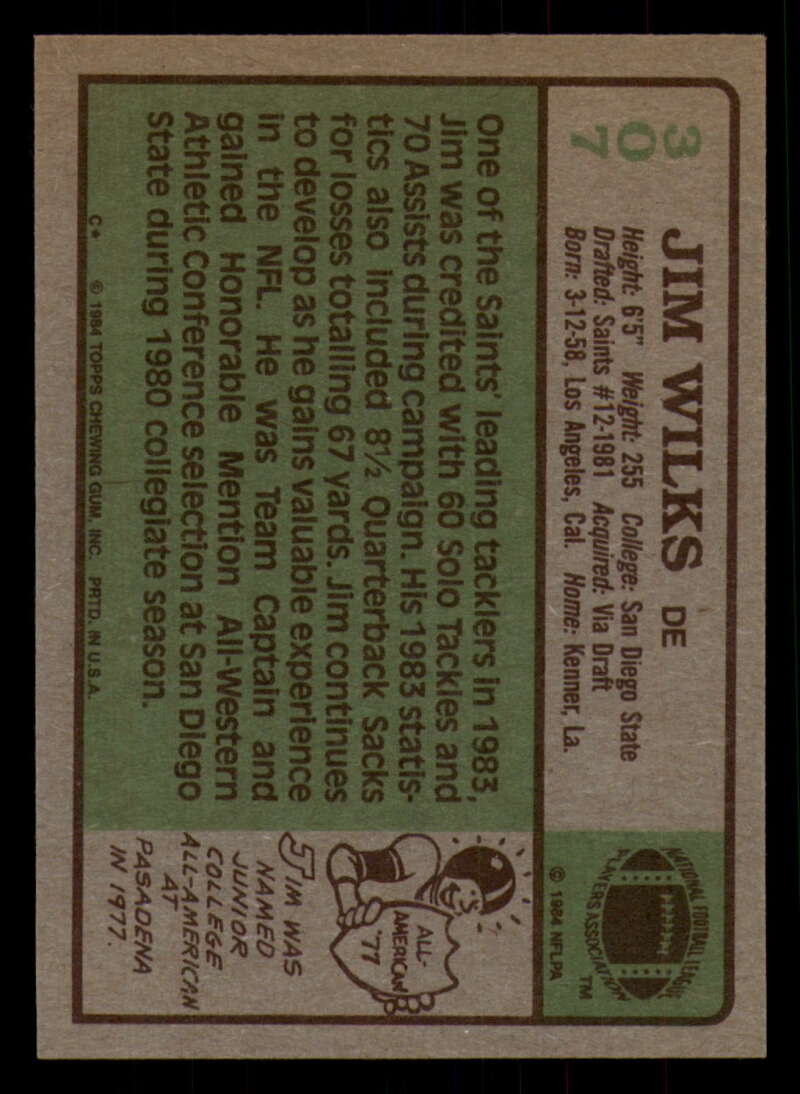 307
JIM WILKS DE
Height: 6'5" Weight: 255 College: San Diego State
Drafted: Saints #12-1981 Acquired: Via Draft
Born: 3-12-58, Los Angeles, Cal. Home: Kenner, La.
NATIONAL FOOTBALL LEAGUE
PLAYERS ASSOCIATION
TM
© 1984 NFLPA
One of the Saints' leading tacklers in 1983,
Jim was credited with 60 Solo Tackles and
70 Assists during campaign. His 1983 statis-
tics also included 8½ Quarterback Sacks
for losses totalling 67 yards. Jim continues
to develop as he gains valuable experience
in the NFL. He was Team Captain and
gained Honorable Mention All-Western
Athletic Conference selection at San Diego
State during 1980 collegiate season.
ALL-
AMERICAN
'77
JIM WAS
NAMED
JUNIOR
COLLEGE
ALL-AMERICAN
AT
PASADENA
IN 1977.
C* © 1984 TOPPS CHEWING GUM, INC. PRTD. IN U.S.A.